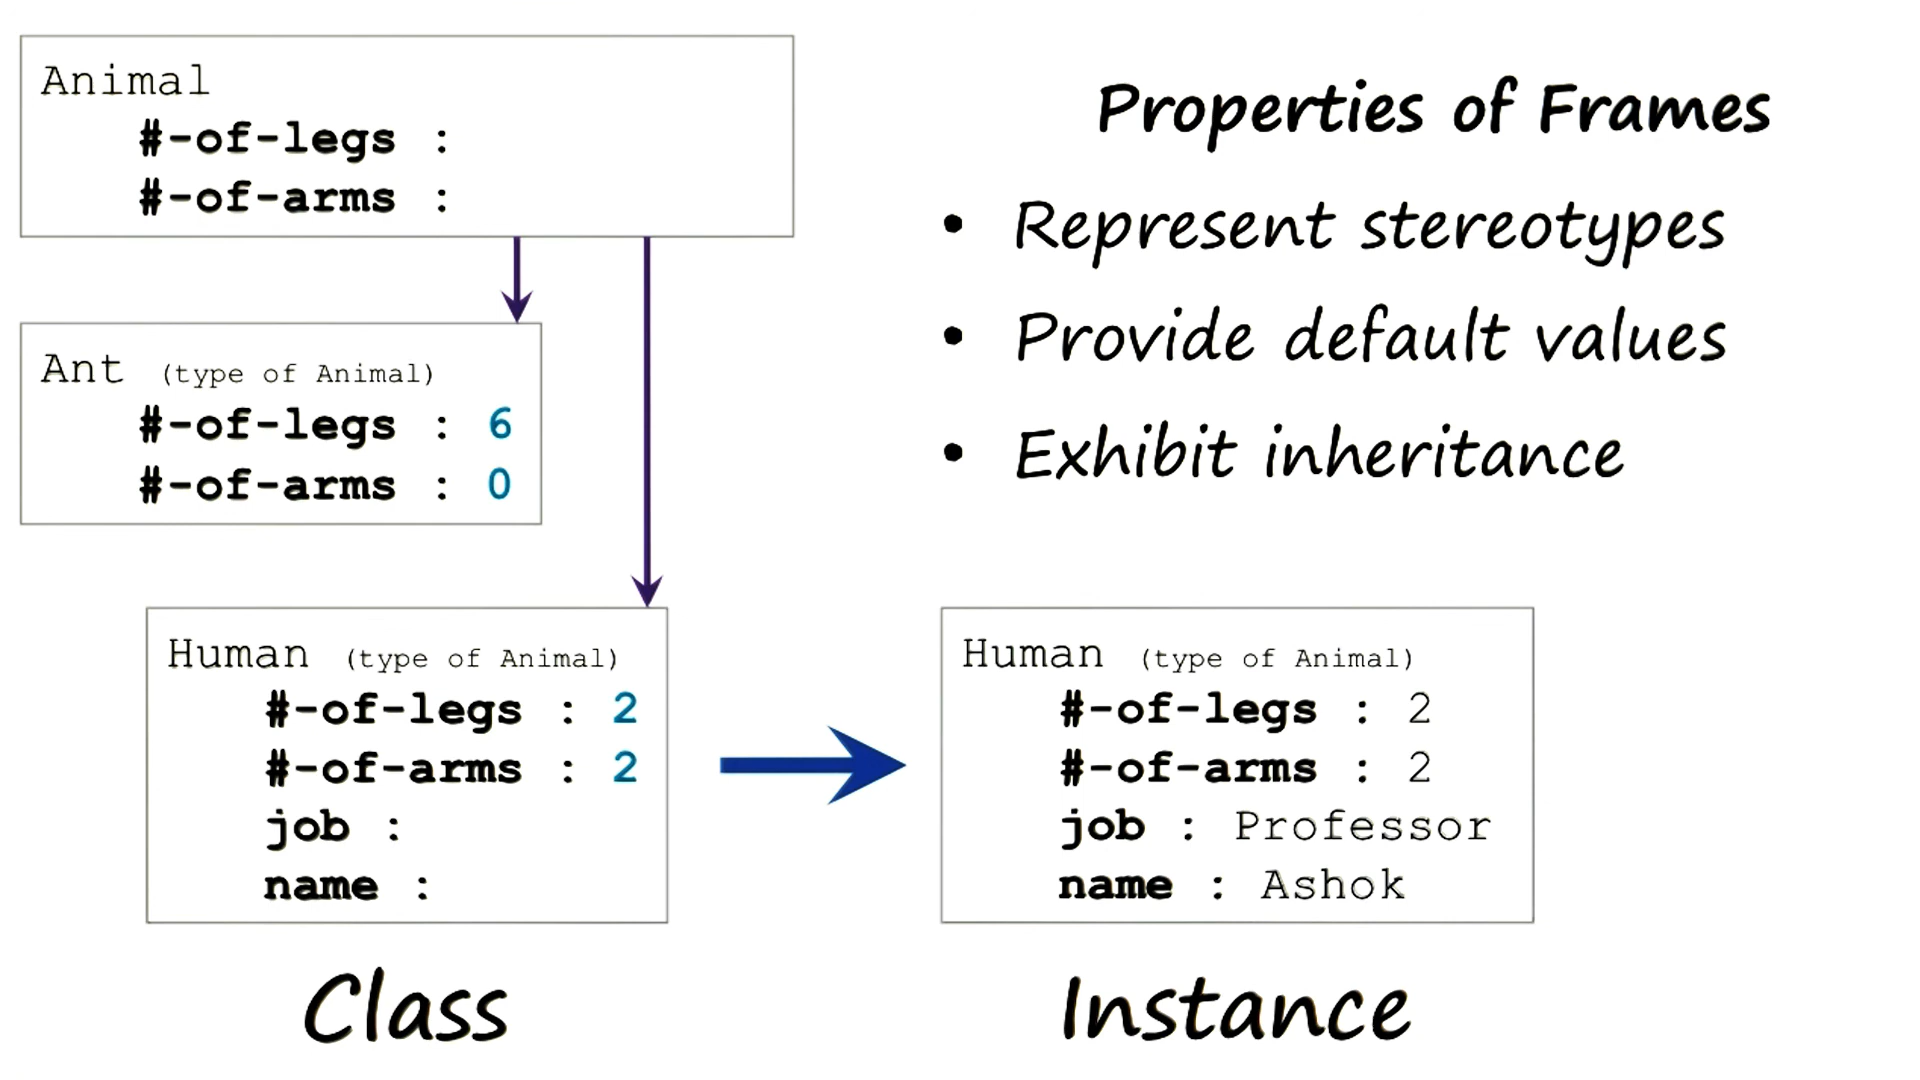 Animal
#-of-legs :
#-of-arms :
Ant (type of Animal)
#-of-legs : 6
#-of-arms : 0
Human (type of Animal)
#-of-legs : 2
#-of-arms : 2
job :
name :
Class
Properties of Frames
• Represent stereotypes
• Provide default values
• Exhibit inheritance
Human (type of Animal)
#-of-legs : 2
#-of-arms : 2
job : Professor
name : Ashok
Instance